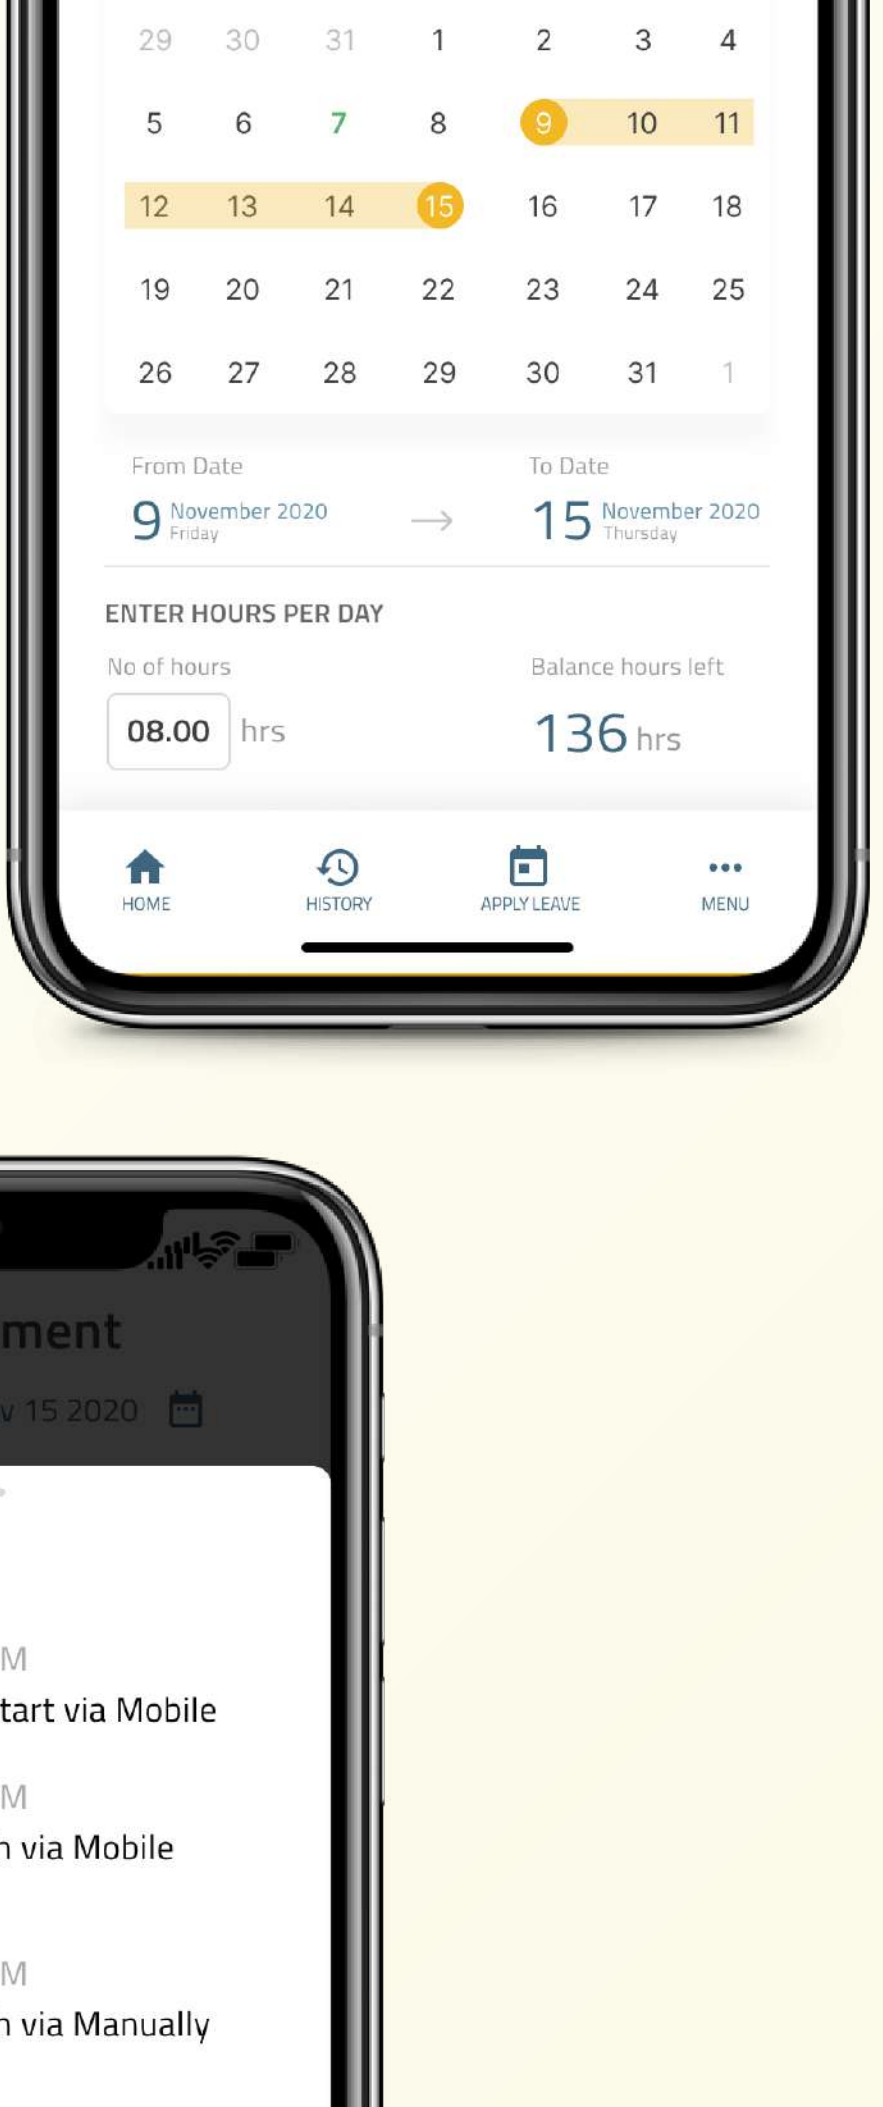 29 30 31 1 2 3 4
5 6 7 8 9 10 11
12 13 14 15 16 17 18
19 20 21 22 23 24 25
26 27 28 29 30 31 1
From Date To Date
9 November 2020 15 November 2020
Friday Thursday
ENTER HOURS PER DAY
No of hours Balance hours left
08.00 hrs 136 hrs
HOME HISTORY APPLY LEAVE MENU
ment
v 15 2020
M
tart via Mobile
M
n via Mobile
M
n via Manually